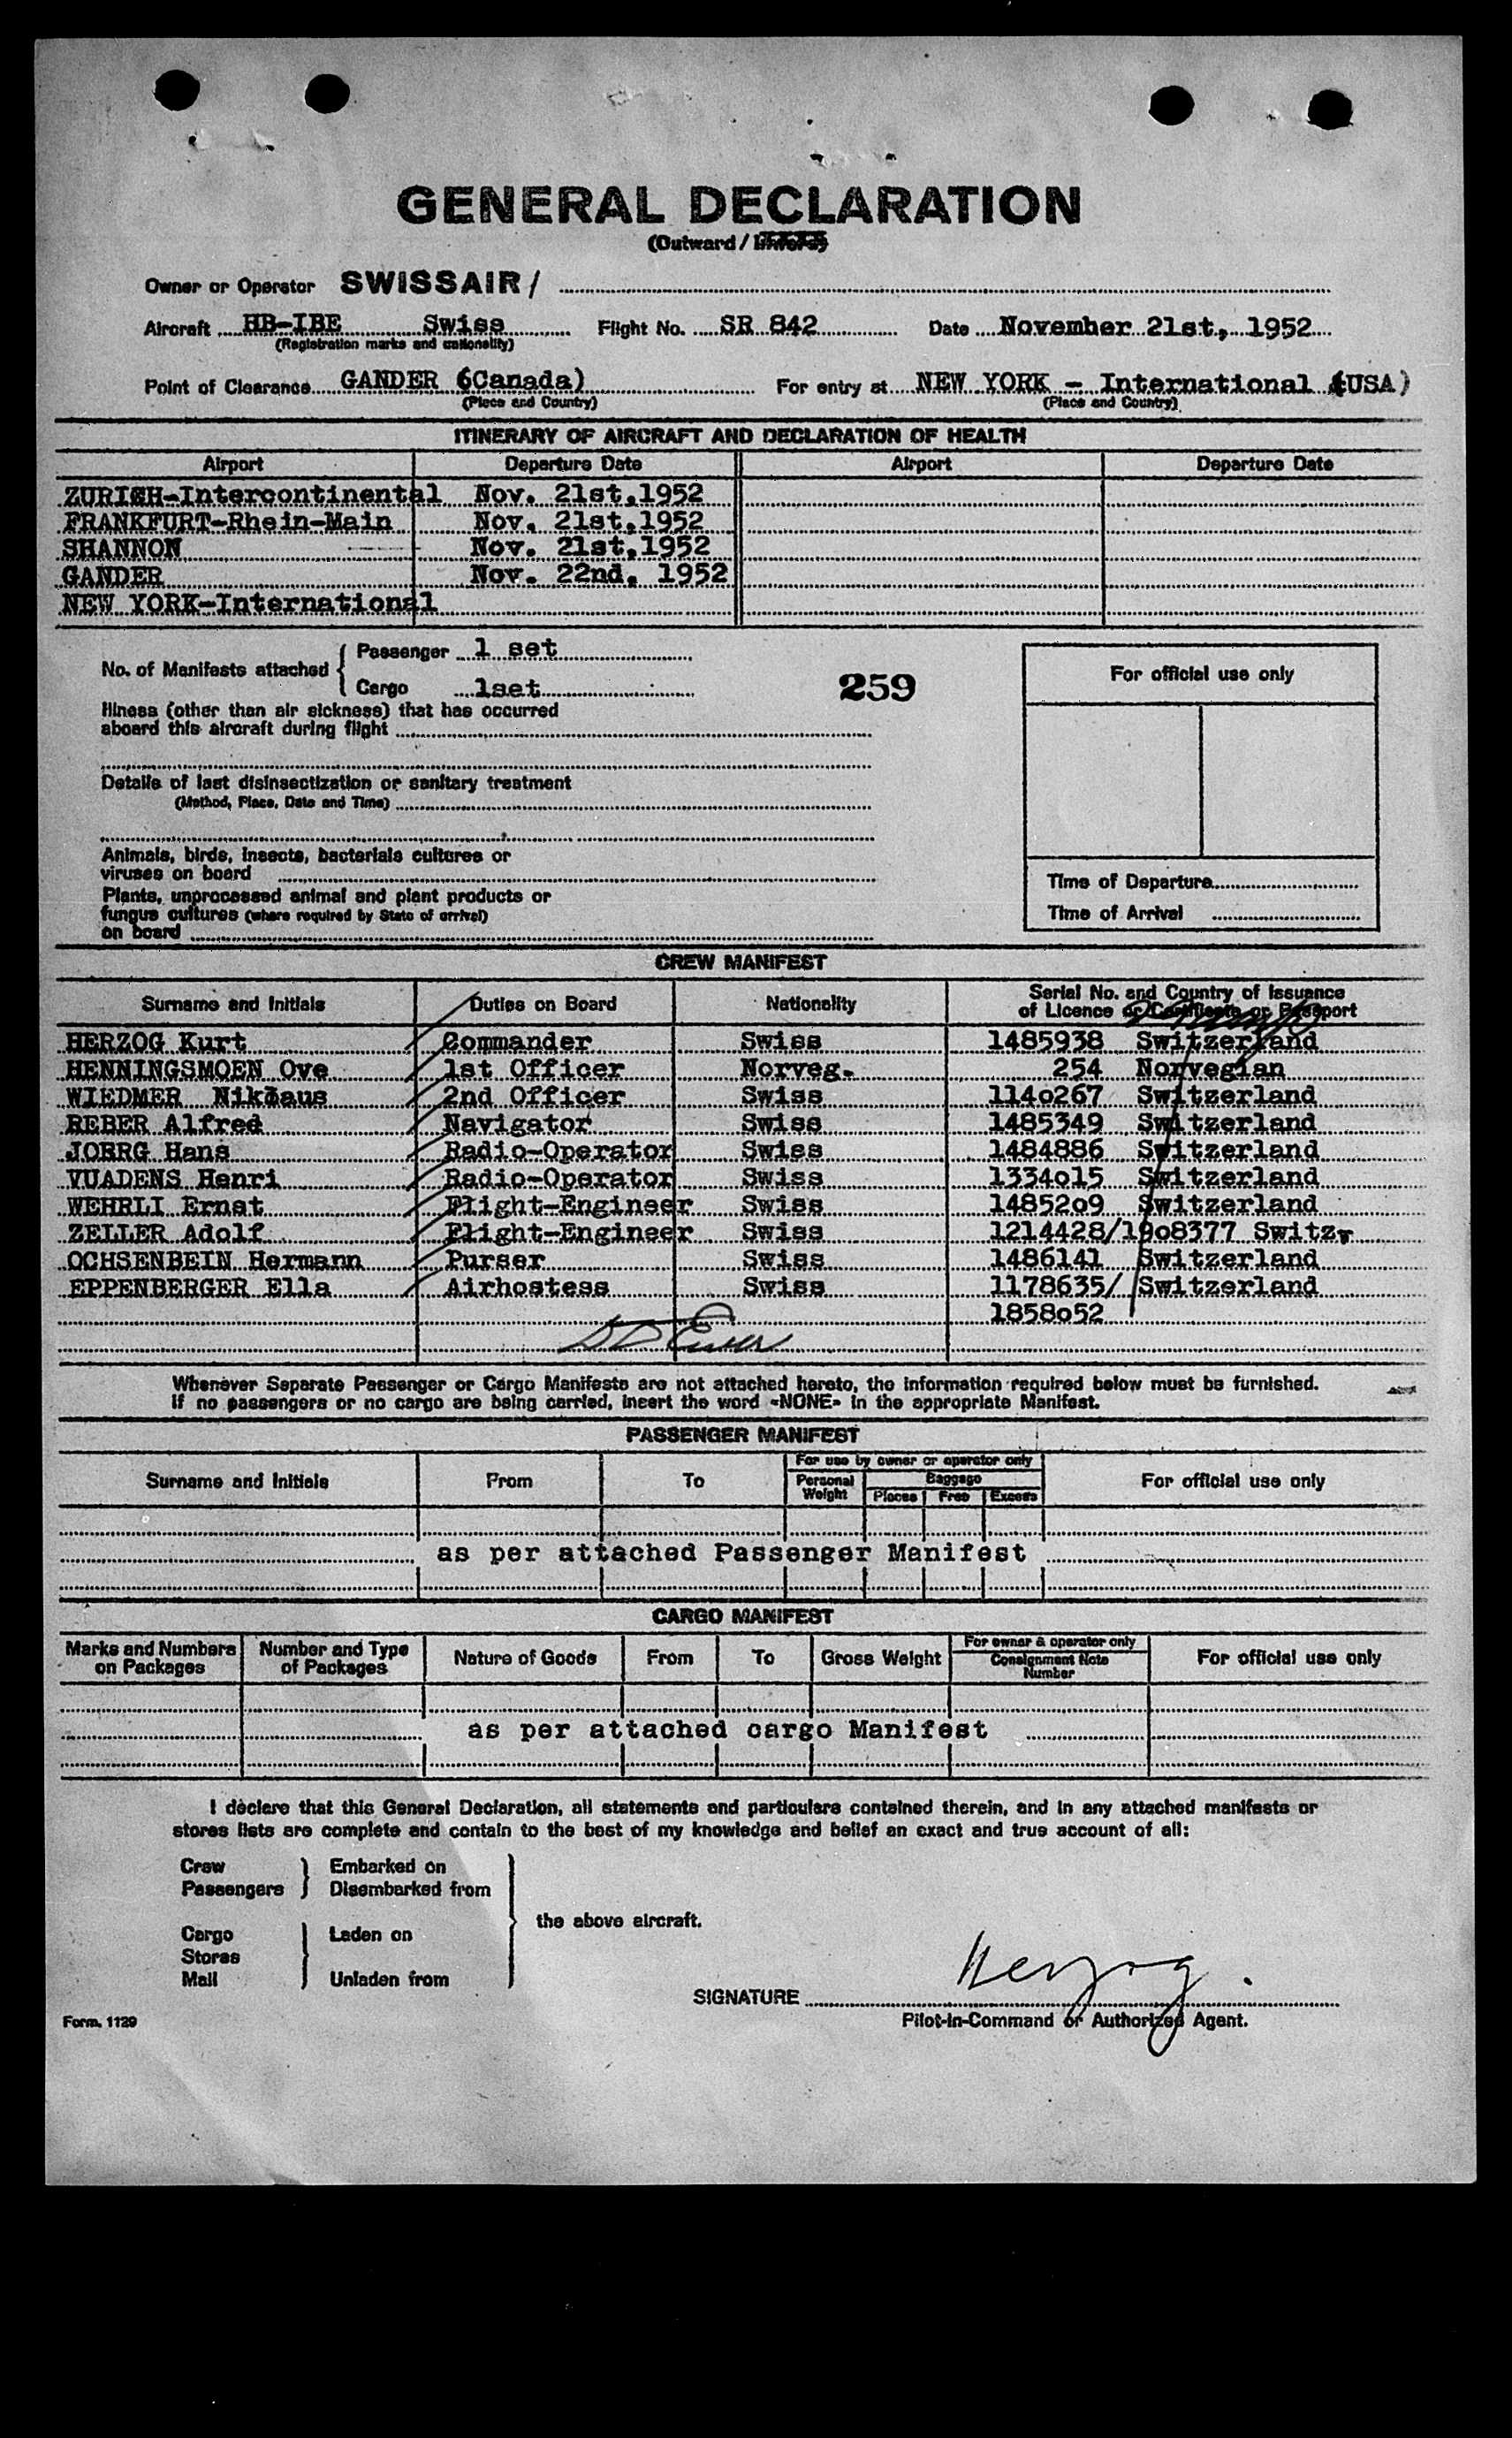 GENERAL DECLARATION
(Outward / Inward)
Owner or Operator SWISSAIR/
Aircraft HB-IBE Swiss Flight No. SR 842 Date November 21st, 1952
(Registration marks and nationality)
Point of Clearance GANDER (Canada) For entry at NEW YORK - International (USA)
(Place and Country) (Place and Country)
ITINERARY OF AIRCRAFT AND DECLARATION OF HEALTH
Airport Departure Date Airport Departure Date
ZURICH-Intercontinental Nov. 21st,1952
FRANKFURT-Rhein-Main Nov. 21st,1952
SHANNON Nov. 21st,1952
GANDER Nov. 22nd, 1952
NEW YORK-International
No. of Manifests attached
Passenger 1 set
Cargo 1set
259
For official use only
Illness (other than air sickness) that has occurred
aboard this aircraft during flight
Details of last disinsectization or sanitary treatment
(Method, Place, Date and Time)
Animals, birds, insects, bacterials cultures or
viruses on board
Plants, unprocessed animal and plant products or
fungus cultures (where required by State of arrival)
on board
Time of Departure
Time of Arrival
CREW MANIFEST
Surname and Initials Duties on Board Nationality Serial No. and Country of Issuance
of Licence or Certificate or Passport
HERZOG Kurt Commander Swiss 1485938 Switzerland
HENNINGSMOEN Ove 1st Officer Norveg. 254 Norvegian
WIEDMER Niklaus 2nd Officer Swiss 114o267 Switzerland
REBER Alfred Navigator Swiss 1485349 Switzerland
JOERG Hans Radio-Operator Swiss 1484886 Switzerland
VUADENS Henri Radio-Operator Swiss 1334o15 Switzerland
WEHRLI Ernst Flight-Engineer Swiss 14852o9 Switzerland
ZELLER Adolf Flight-Engineer Swiss 1214428/19o8377 Switz.
OCHSENBEIN Hermann Purser Swiss 1486141 Switzerland
EPPENBERGER Ella Airhostess Swiss 1178635/ Switzerland
1858o52
Whenever Separate Passenger or Cargo Manifests are not attached hereto, the information required below must be furnished.
If no passengers or no cargo are being carried, insert the word «NONE» in the appropriate Manifest.
PASSENGER MANIFEST
Surname and Initials From To For use by owner or operator only For official use only
Personal Weight Baggage
Pieces Free Excess
as per attached Passenger Manifest
CARGO MANIFEST
Marks and Numbers on Packages Number and Type of Packages Nature of Goods From To Gross Weight For owner & operator only Consignment Note Number For official use only
as per attached cargo Manifest
I declare that this General Declaration, all statements and particulars contained therein, and in any attached manifests or
stores lists are complete and contain to the best of my knowledge and belief an exact and true account of all:
Crew Embarked on
Passengers Disembarked from
the above aircraft.
Cargo Laden on
Stores
Mail Unladen from
SIGNATURE Herzog.
Form. 1129
Pilot-in-Command or Authorized Agent.